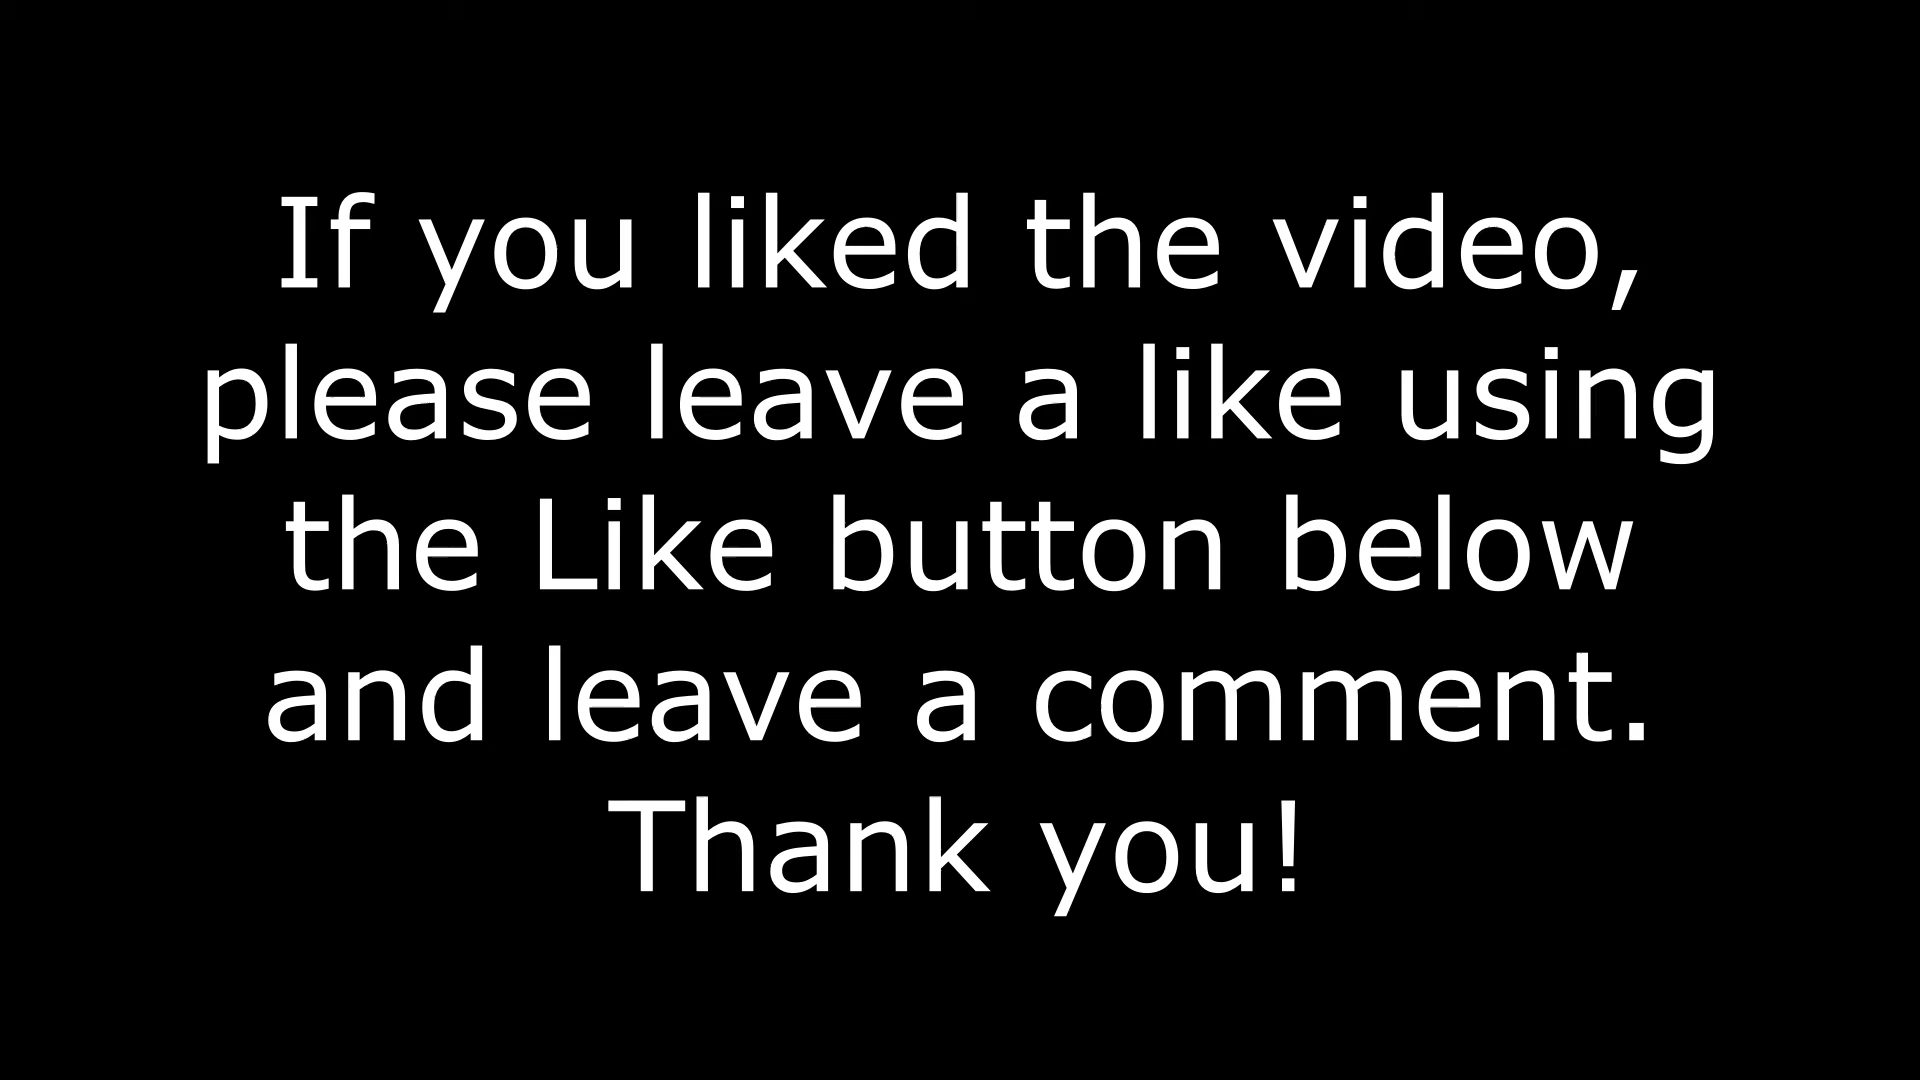 If you liked the video,
please leave a like using
the Like button below
and leave a comment.
Thank you!